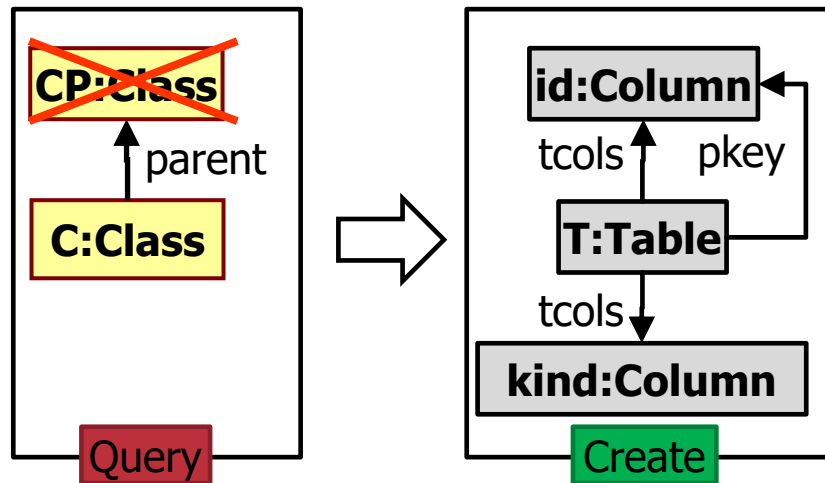 CP:Class
parent
C:Class
Query
id:Column
tcols
pkey
T:Table
tcols
kind:Column
Create